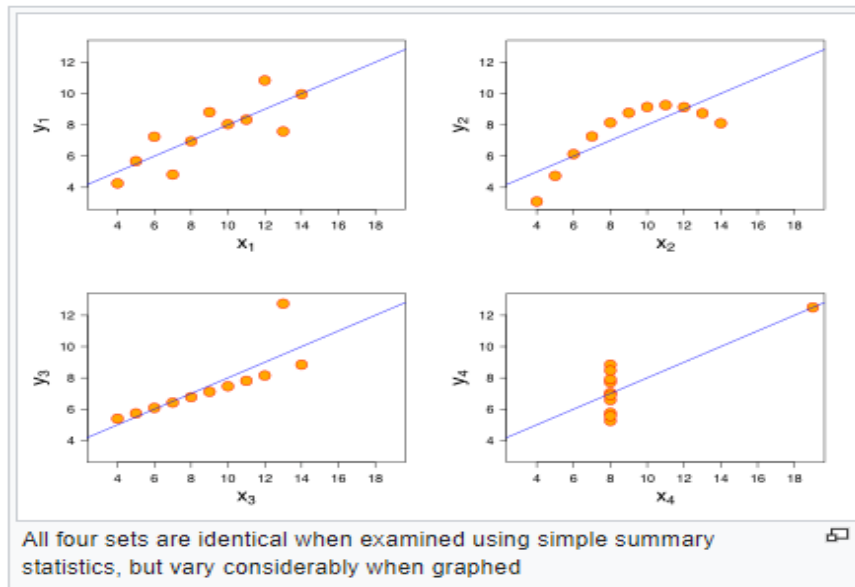 12
10
8
6
4
y1
4 6 8 10 12 14 16 18
x1
12
10
8
6
4
y2
4 6 8 10 12 14 16 18
x2
12
10
8
6
4
y3
4 6 8 10 12 14 16 18
x3
12
10
8
6
4
y4
4 6 8 10 12 14 16 18
x4
All four sets are identical when examined using simple summary
statistics, but vary considerably when graphed